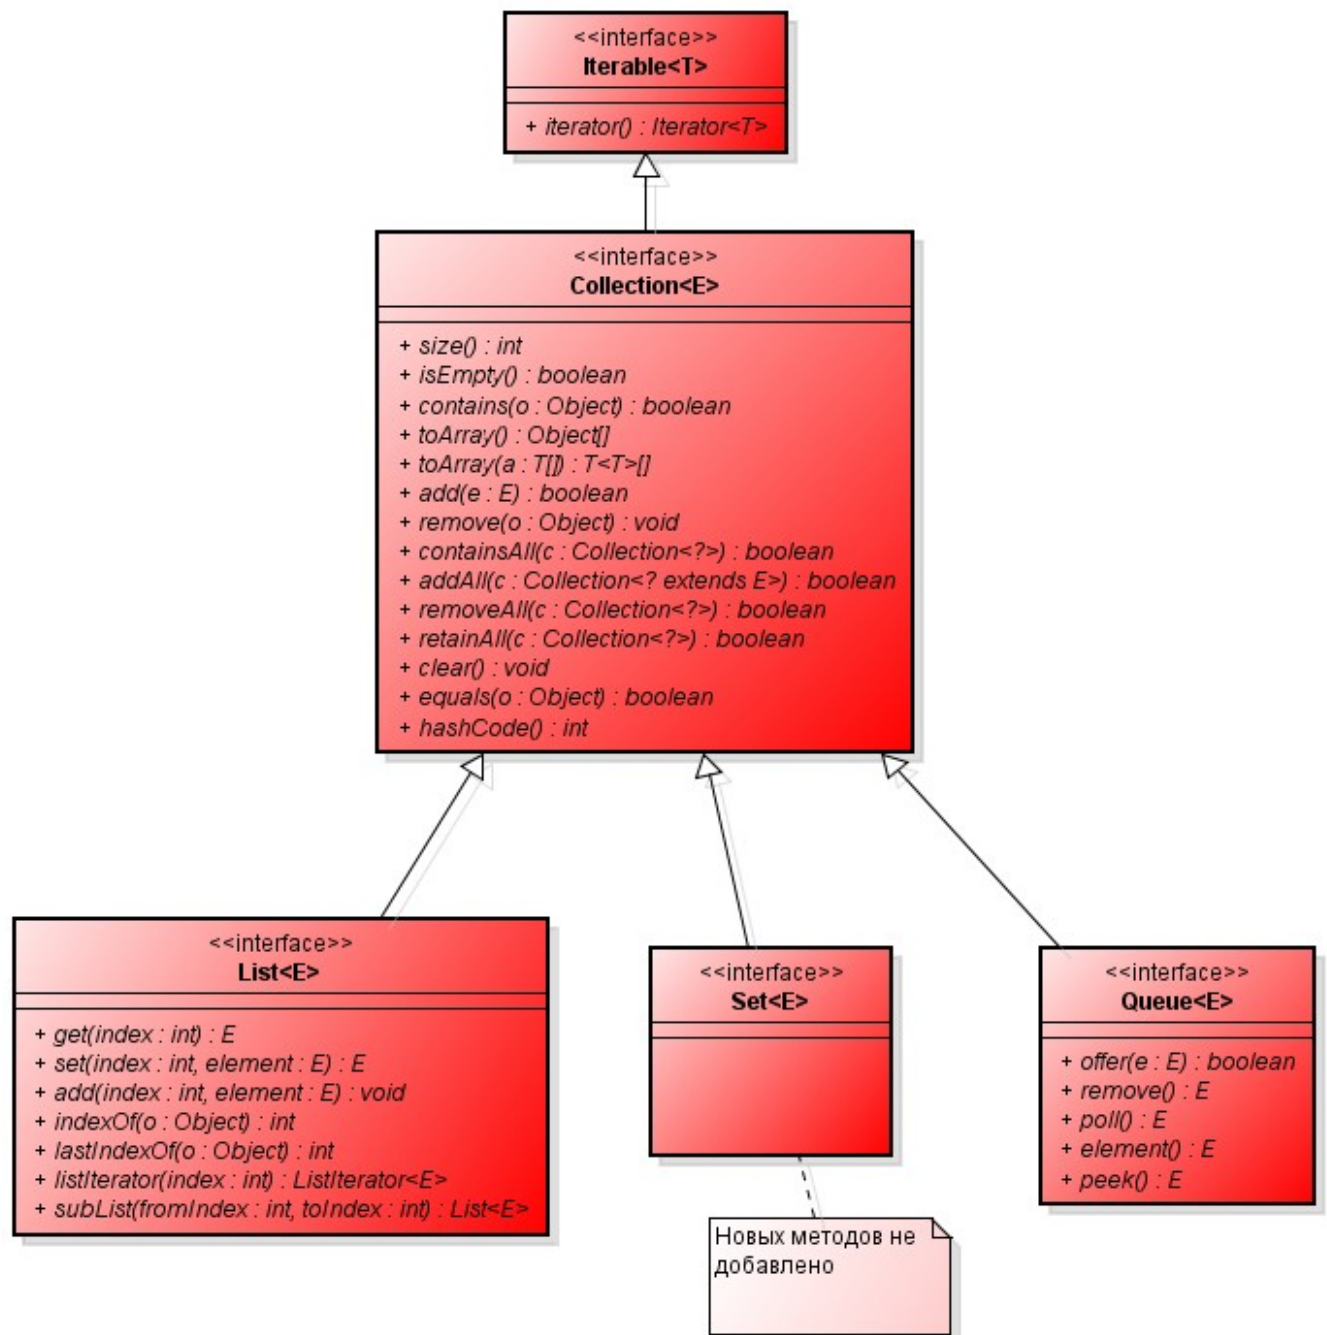 <<interface>>
Iterable<T>
+ iterator() : Iterator<T>
<<interface>>
Collection<E>
+ size() : int
+ isEmpty() : boolean
+ contains(o : Object) : boolean
+ toArray() : Object[]
+ toArray(a : T[]) : T<T>[]
+ add(e : E) : boolean
+ remove(o : Object) : void
+ containsAll(c : Collection<?>) : boolean
+ addAll(c : Collection<? extends E>) : boolean
+ removeAll(c : Collection<?>) : boolean
+ retainAll(c : Collection<?>) : boolean
+ clear() : void
+ equals(o : Object) : boolean
+ hashCode() : int
<<interface>>
List<E>
+ get(index : int) : E
+ set(index : int, element : E) : E
+ add(index : int, element : E) : void
+ indexOf(o : Object) : int
+ lastIndexOf(o : Object) : int
+ listIterator(index : int) : ListIterator<E>
+ subList(fromIndex : int, toIndex : int) : List<E>
<<interface>>
Set<E>
Новых методов не
добавлено
<<interface>>
Queue<E>
+ offer(e : E) : boolean
+ remove() : E
+ poll() : E
+ element() : E
+ peek() : E